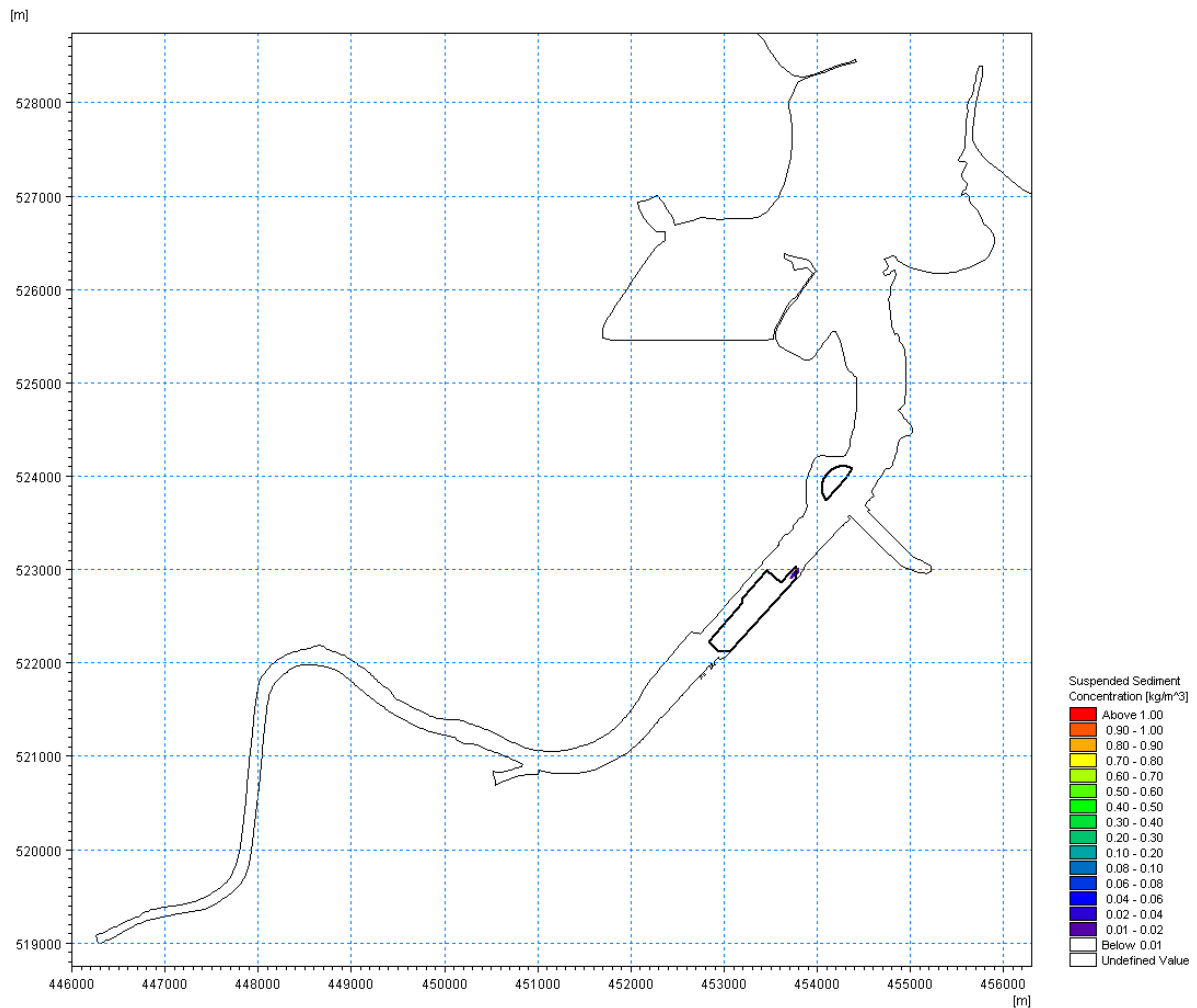 [m]
528000
527000
526000
525000
524000
523000
522000
521000
520000
519000
446000 447000 448000 449000 450000 451000 452000 453000 454000 455000 456000
[m]
Suspended Sediment
Concentration [kg/m^3]
Above 1.00
0.90 - 1.00
0.80 - 0.90
0.70 - 0.80
0.60 - 0.70
0.50 - 0.60
0.40 - 0.50
0.30 - 0.40
0.20 - 0.30
0.10 - 0.20
0.08 - 0.10
0.06 - 0.08
0.04 - 0.06
0.02 - 0.04
0.01 - 0.02
Below 0.01
Undefined Value